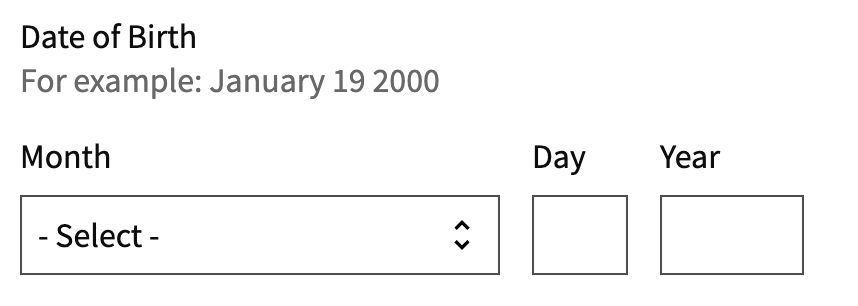 Date of Birth
For example: January 19 2000
Month Day Year
- Select -